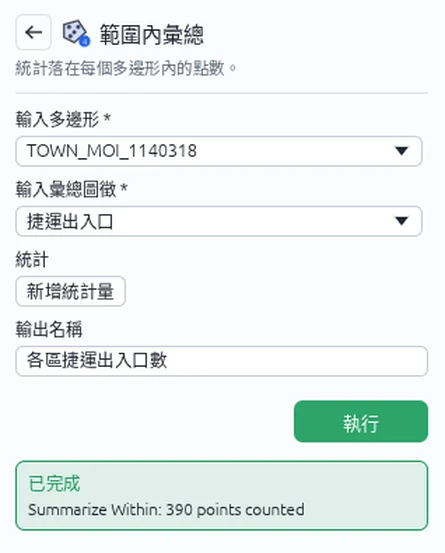 範圍內彙總
統計落在每個多邊形內的點數。
輸入多邊形 *
TOWN_MOI_1140318
輸入彙總圖徵 *
捷運出入口
統計
新增統計量
輸出名稱
各區捷運出入口數
執行
已完成
Summarize Within: 390 points counted